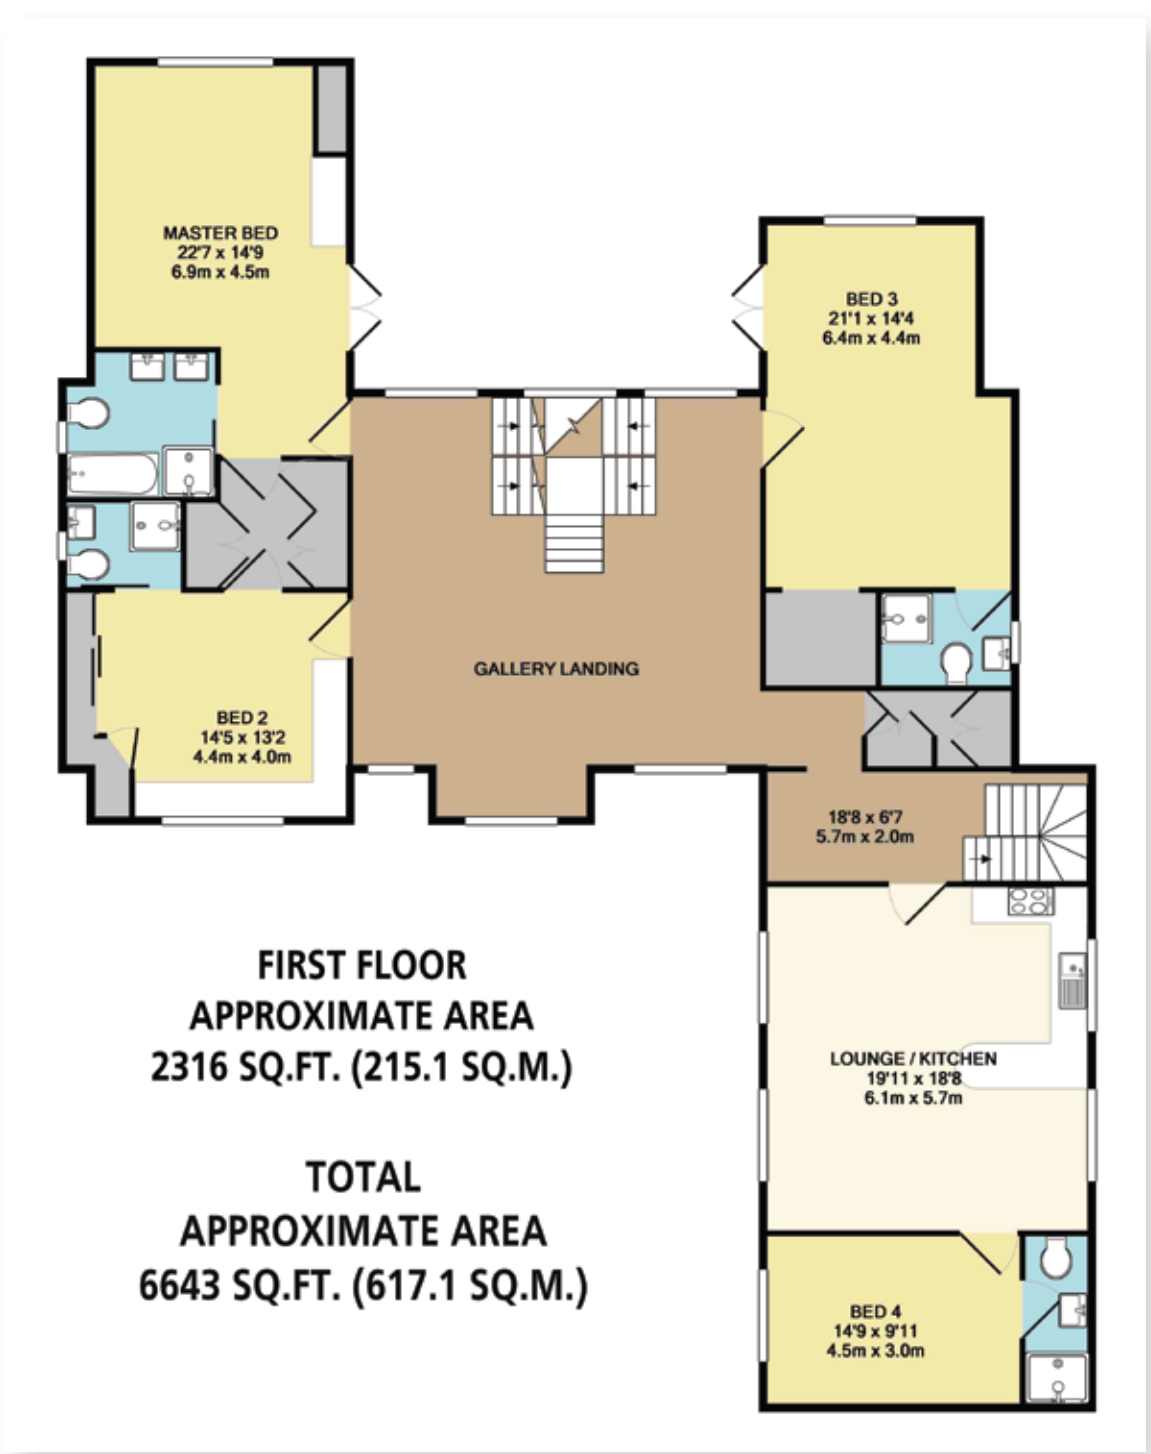 MASTER BED
22'7 x 14'9
6.9m x 4.5m
BED 3
21'1 x 14'4
6.4m x 4.4m
GALLERY LANDING
BED 2
14'5 x 13'2
4.4m x 4.0m
18'8 x 6'7
5.7m x 2.0m
FIRST FLOOR
APPROXIMATE AREA
2316 SQ.FT. (215.1 SQ.M.)
LOUNGE / KITCHEN
19'11 x 18'8
6.1m x 5.7m
TOTAL
APPROXIMATE AREA
6643 SQ.FT. (617.1 SQ.M.)
BED 4
14'9 x 9'11
4.5m x 3.0m